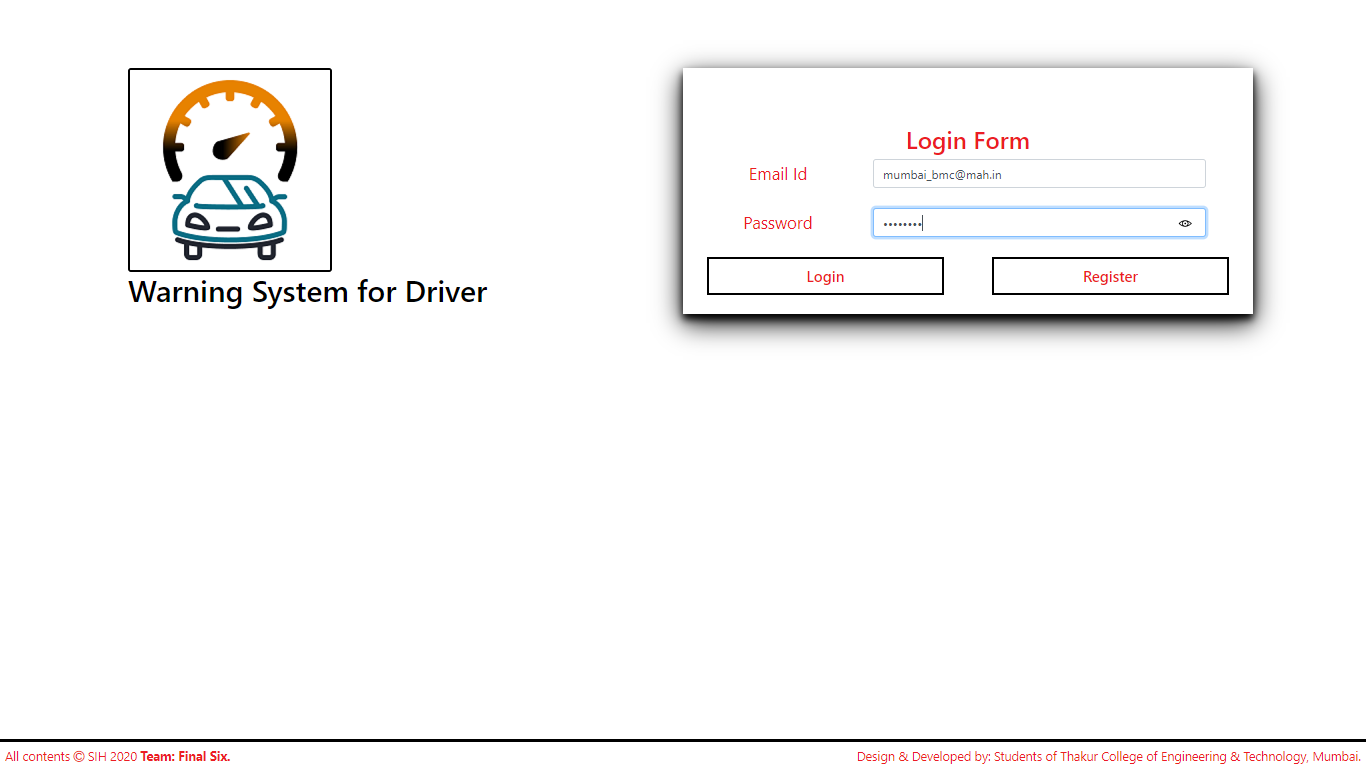 Warning System for Driver
Login Form
Email Id
mumbai_bmc@mah.in
Password
••••••••
Login
Register
All contents © SIH 2020 Team: Final Six.
Design & Developed by: Students of Thakur College of Engineering & Technology, Mumbai.